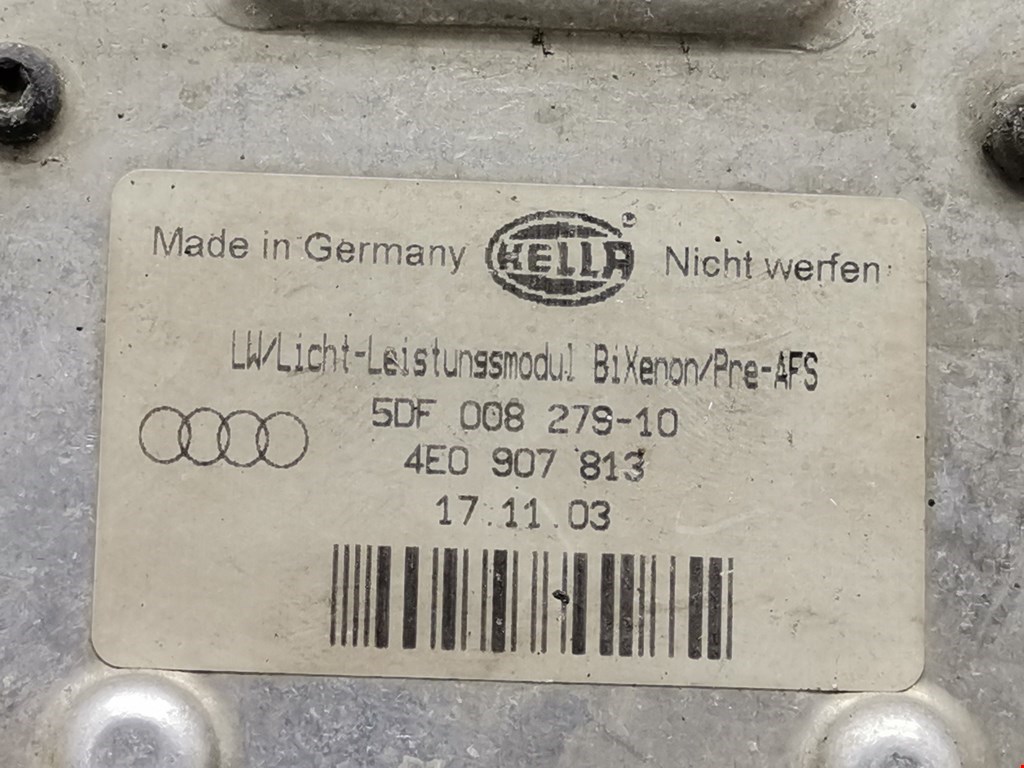 Made in Germany HELLA ® Nicht werfen
LW/Licht-Leistungsmodul BiXenon/Pre-AFS
5DF 008 279-10
4E0 907 813
17.11.03